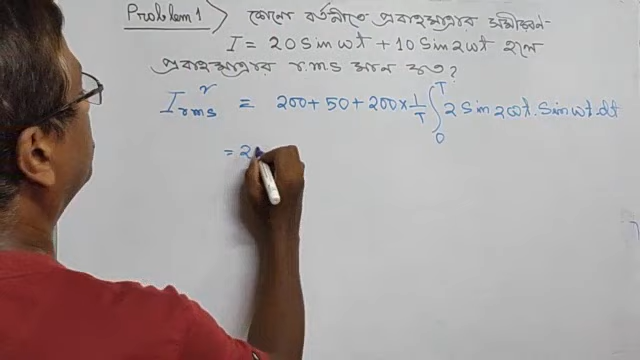 Problem 1) কোনো বর্তনীতে প্রবাহমাত্রার সমীকরণ-
I = 20 Sin ωt + 10 Sin 2ωt হলে
প্রবাহমাত্রার r.m.s মান কত?
I²rms = 200 + 50 + 200 × 1/T ∫₀ᵀ 2 Sin 2ωt . Sin ωt . dt
= 2